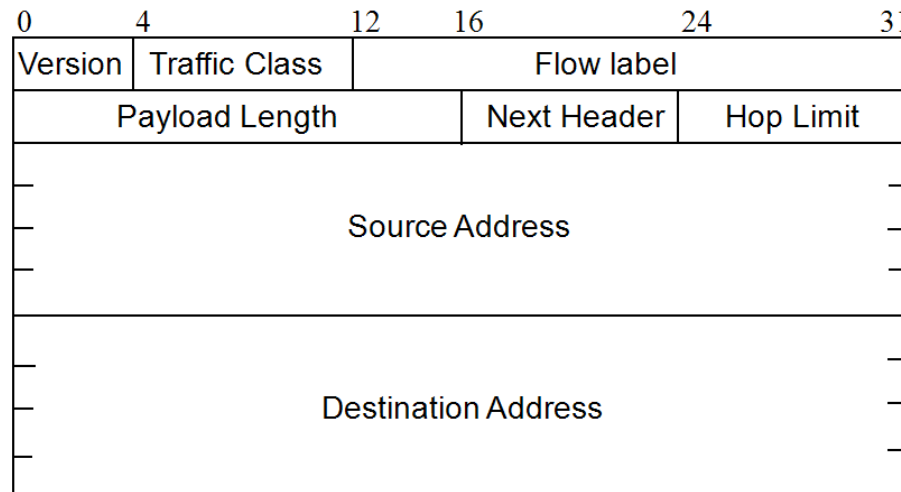 0 4 12 16 24 31
Version Traffic Class Flow label
Payload Length Next Header Hop Limit
Source Address
Destination Address